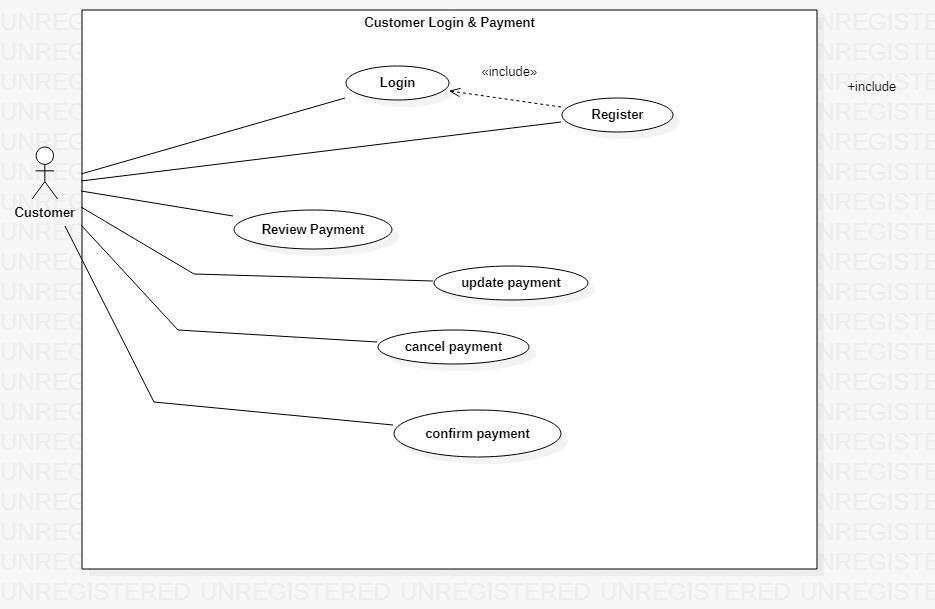 Customer Login & Payment
Login
«include»
+include
Register
Customer
Review Payment
update payment
cancel payment
confirm payment
UNREGISTERED UNREGISTERED UNREGISTERED UNREGISTERED UNREGISTERE